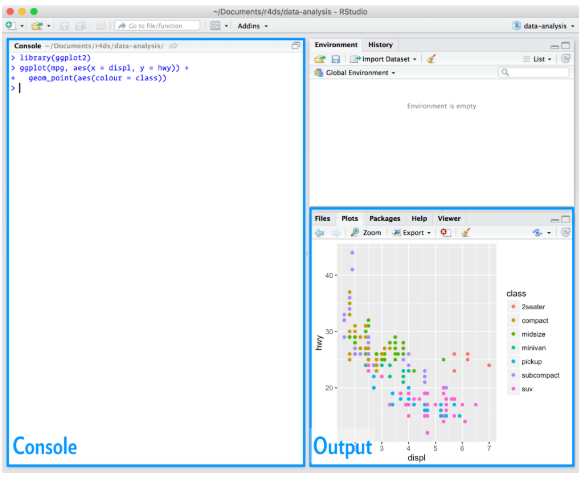 ~/Documents/r4ds/data-analysis - RStudio
Go to file/function
Addins
data-analysis
Console ~/Documents/r4ds/data-analysis/
> library(ggplot2)
> ggplot(mpg, aes(x = displ, y = hwy)) +
+   geom_point(aes(colour = class))
>
Console
Environment History
Import Dataset
List
Global Environment
Environment is empty
Files Plots Packages Help Viewer
Zoom Export
40
30
20
hwy
3 4 5 6 7
displ
class
2seater
compact
midsize
minivan
pickup
subcompact
suv
Output